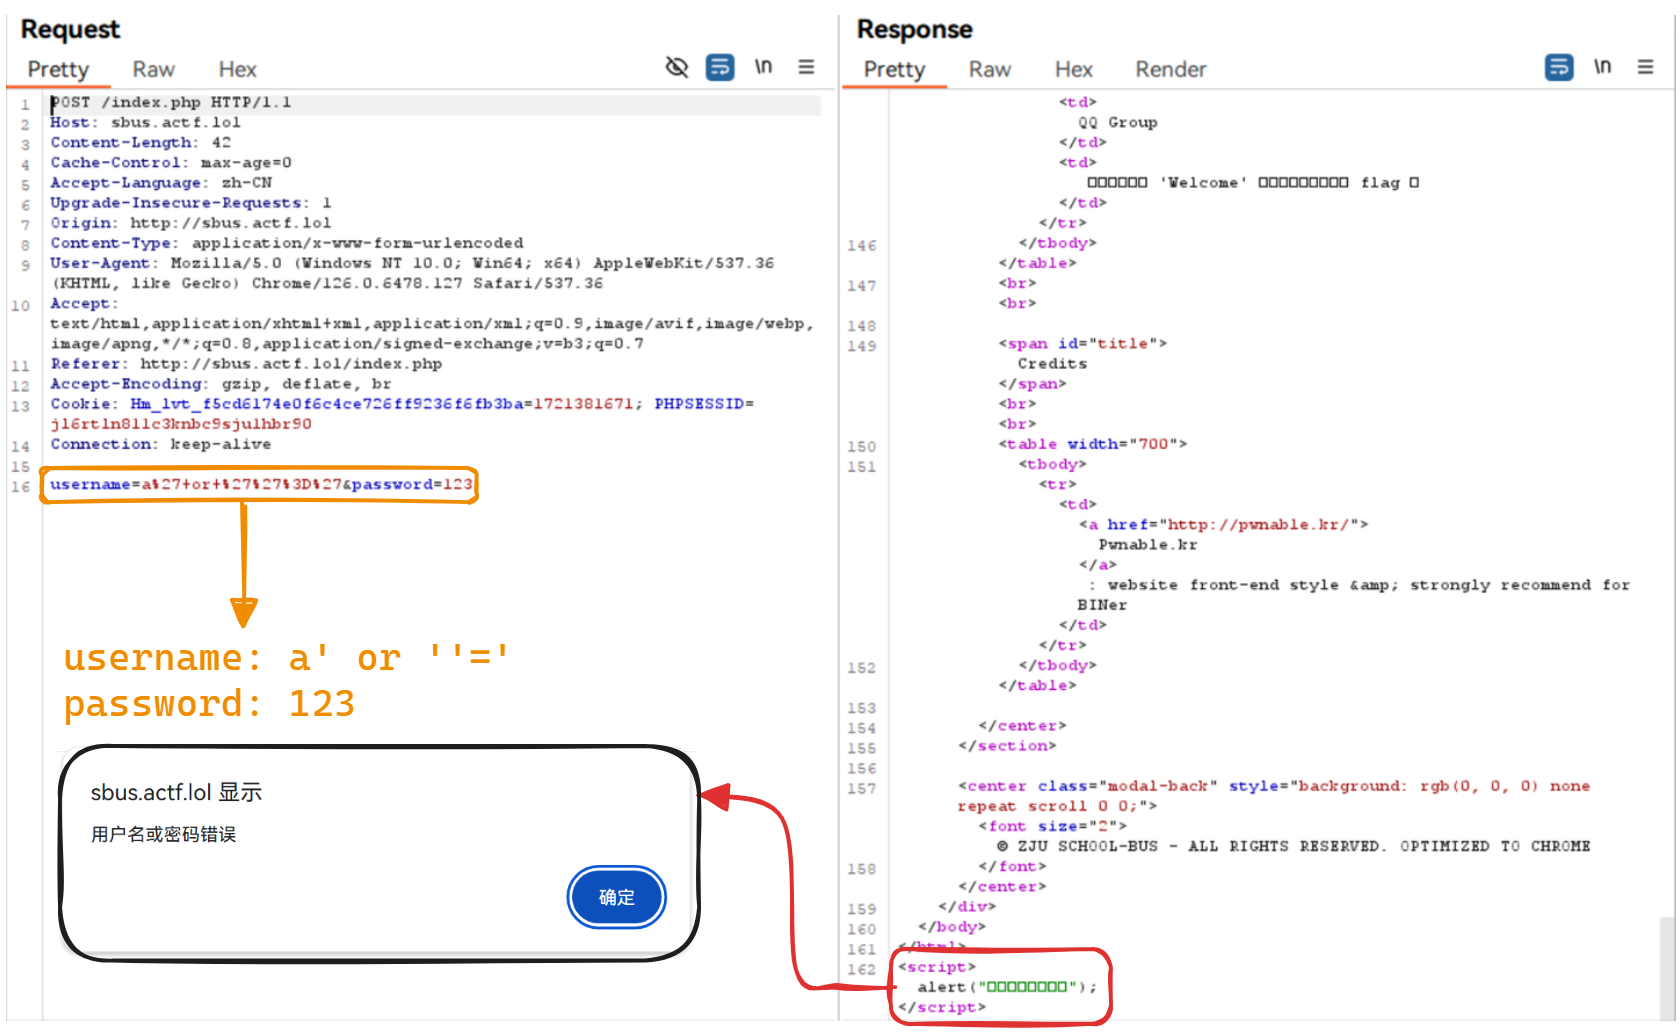 Request
Pretty Raw Hex \n
1 POST /index.php HTTP/1.1
2 Host: sbus.actf.lol
3 Content-Length: 42
4 Cache-Control: max-age=0
5 Accept-Language: zh-CN
6 Upgrade-Insecure-Requests: 1
7 Origin: http://sbus.actf.lol
8 Content-Type: application/x-www-form-urlencoded
9 User-Agent: Mozilla/5.0 (Windows NT 10.0; Win64; x64) AppleWebKit/537.36
(KHTML, like Gecko) Chrome/126.0.6478.127 Safari/537.36
10 Accept:
text/html,application/xhtml+xml,application/xml;q=0.9,image/avif,image/webp,
image/apng,*/*;q=0.8,application/signed-exchange;v=b3;q=0.7
11 Referer: http://sbus.actf.lol/index.php
12 Accept-Encoding: gzip, deflate, br
13 Cookie: Hm_lvt_f5cd6174e0f6c4ce726ff9236f6fb3ba=1721381671; PHPSESSID=
14 Connection: keep-alive
15
16 username=a%27+or+%27%27%3D%27&password=123
username: a' or ''='
password: 123
sbus.actf.lol 显示
用户名或密码错误
确定
Response
Pretty Raw Hex Render \n
<td>
QQ Group
</td>
<td>
□□□□□□ 'Welcome' □□□□□□□□□ flag □
</td>
</tr>
146 </tbody>
</table>
147 <br>
<br>
148
149 <span id="title">
Credits
</span>
<br>
<br>
150 <table width="700">
151 <tbody>
<tr>
<td>
<a href="http://pwnable.kr/">
Pwnable.kr
</a>
: website front-end style &amp; strongly recommend for
BINer
</td>
</tr>
152 </tbody>
</table>
153
154 </center>
155 </section>
156
157 <center class="modal-back" style="background: rgb(0, 0, 0) none
repeat scroll 0 0;">
<font size="2">
© ZJU SCHOOL-BUS - ALL RIGHTS RESERVED. OPTIMIZED TO CHROME
158 </font>
</center>
159 </div>
160 </body>
161 </html>
162 <script>
alert("□□□□□□□□");
</script>